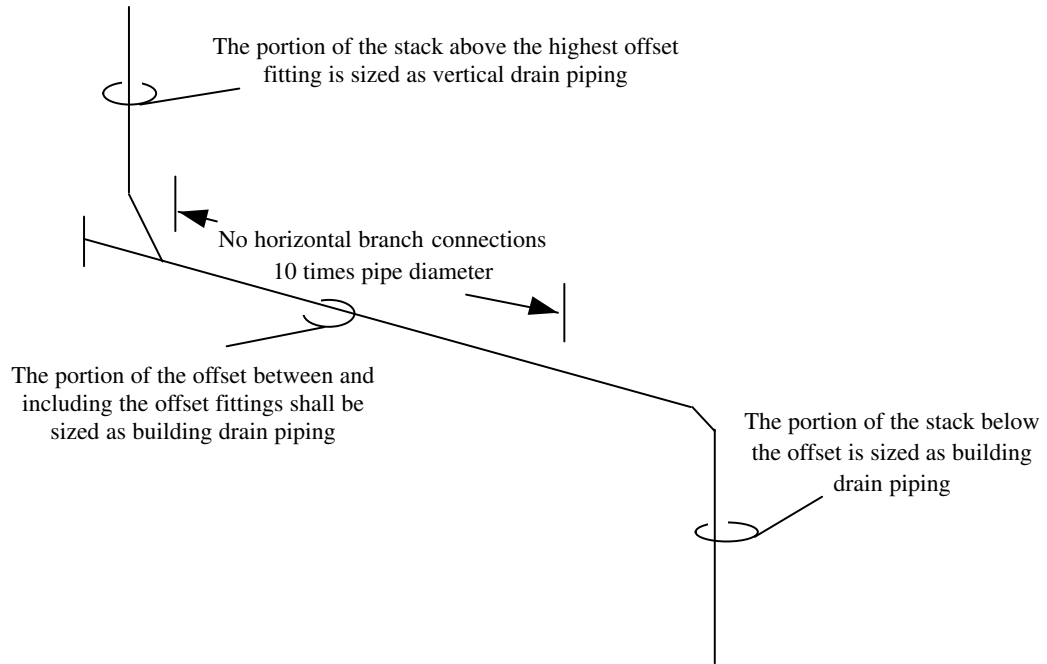 The portion of the stack above the highest offset
fitting is sized as vertical drain piping
No horizontal branch connections
10 times pipe diameter
The portion of the offset between and
including the offset fittings shall be
sized as building drain piping
The portion of the stack below
the offset is sized as building
drain piping